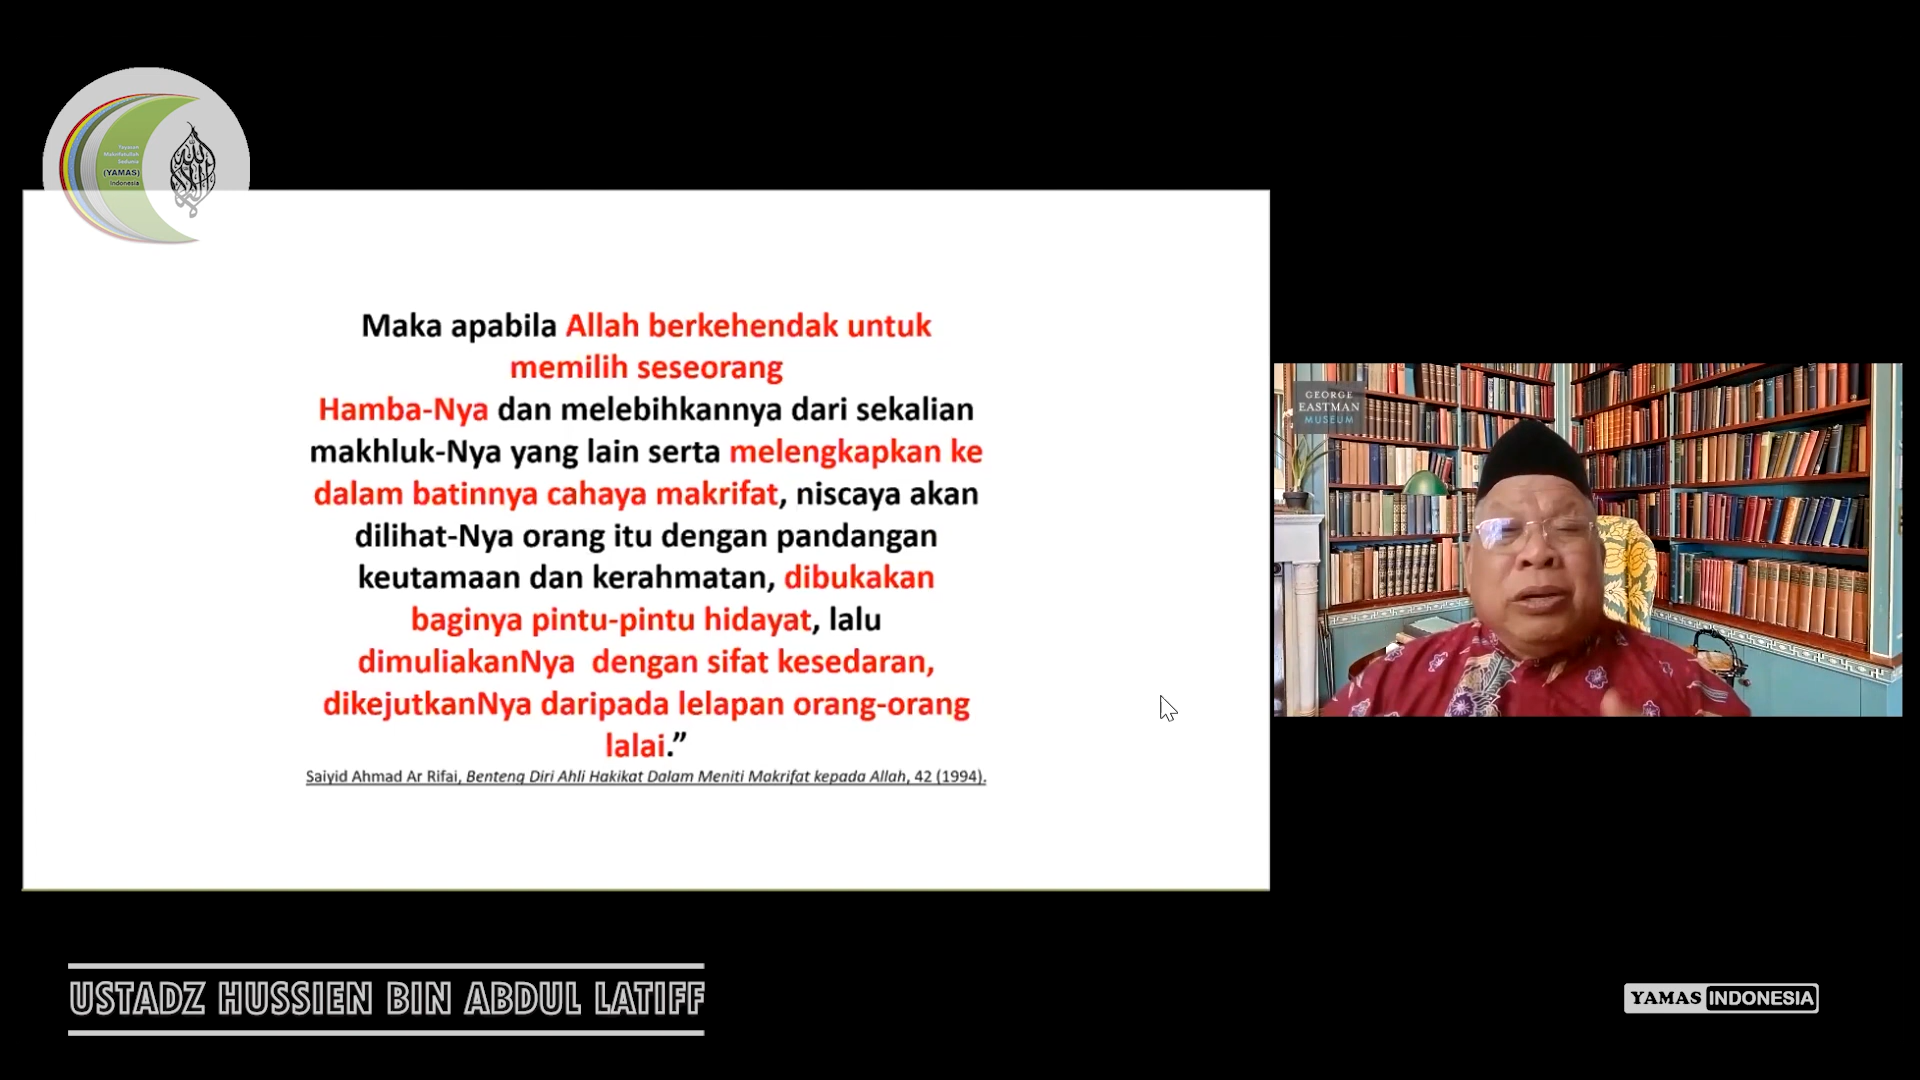 Yayasan
Makrifatullah
Sedunia
(YAMAS)
Indonesia
Maka apabila Allah berkehendak untuk
memilih seseorang
Hamba-Nya dan melebihkannya dari sekalian
makhluk-Nya yang lain serta melengkapkan ke
dalam batinnya cahaya makrifat, niscaya akan
dilihat-Nya orang itu dengan pandangan
keutamaan dan kerahmatan, dibukakan
baginya pintu-pintu hidayat, lalu
dimuliakanNya  dengan sifat kesedaran,
dikejutkanNya daripada lelapan orang-orang
lalai.”
Saiyid Ahmad Ar Rifai, Benteng Diri Ahli Hakikat Dalam Meniti Makrifat kepada Allah, 42 (1994).
GEORGE
EASTMAN
MUSEUM
USTADZ HUSSIEN BIN ABDUL LATIFF
YAMAS INDONESIA